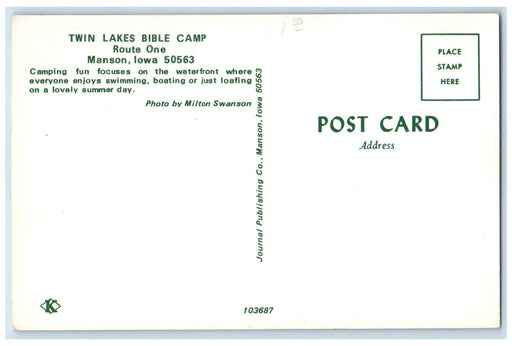 TWIN LAKES BIBLE CAMP
Route One
Manson, Iowa 50563
Camping fun focuses on the waterfront where
everyone enjoys swimming, boating or just loafing
on a lovely summer day.
Photo by Milton Swanson
Journal Publishing Co., Manson, Iowa 50563
PLACE
STAMP
HERE
POST CARD
Address
K
103687